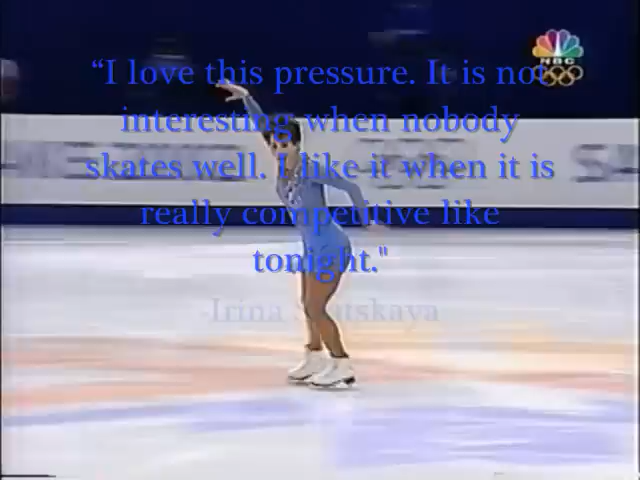 NBC
“I love this pressure. It is not
interesting when nobody
skates well. I like it when it is
really competitive like
tonight."
-Irina